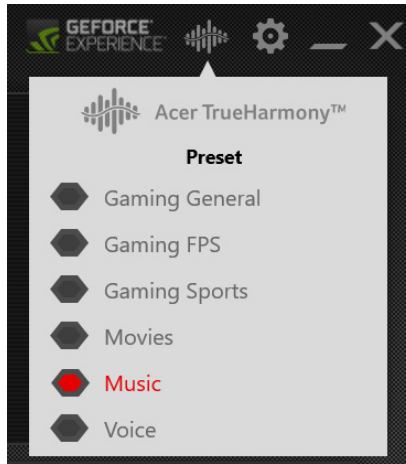 GEFORCE
EXPERIENCE
Acer TrueHarmony™
Preset
Gaming General
Gaming FPS
Gaming Sports
Movies
Music
Voice